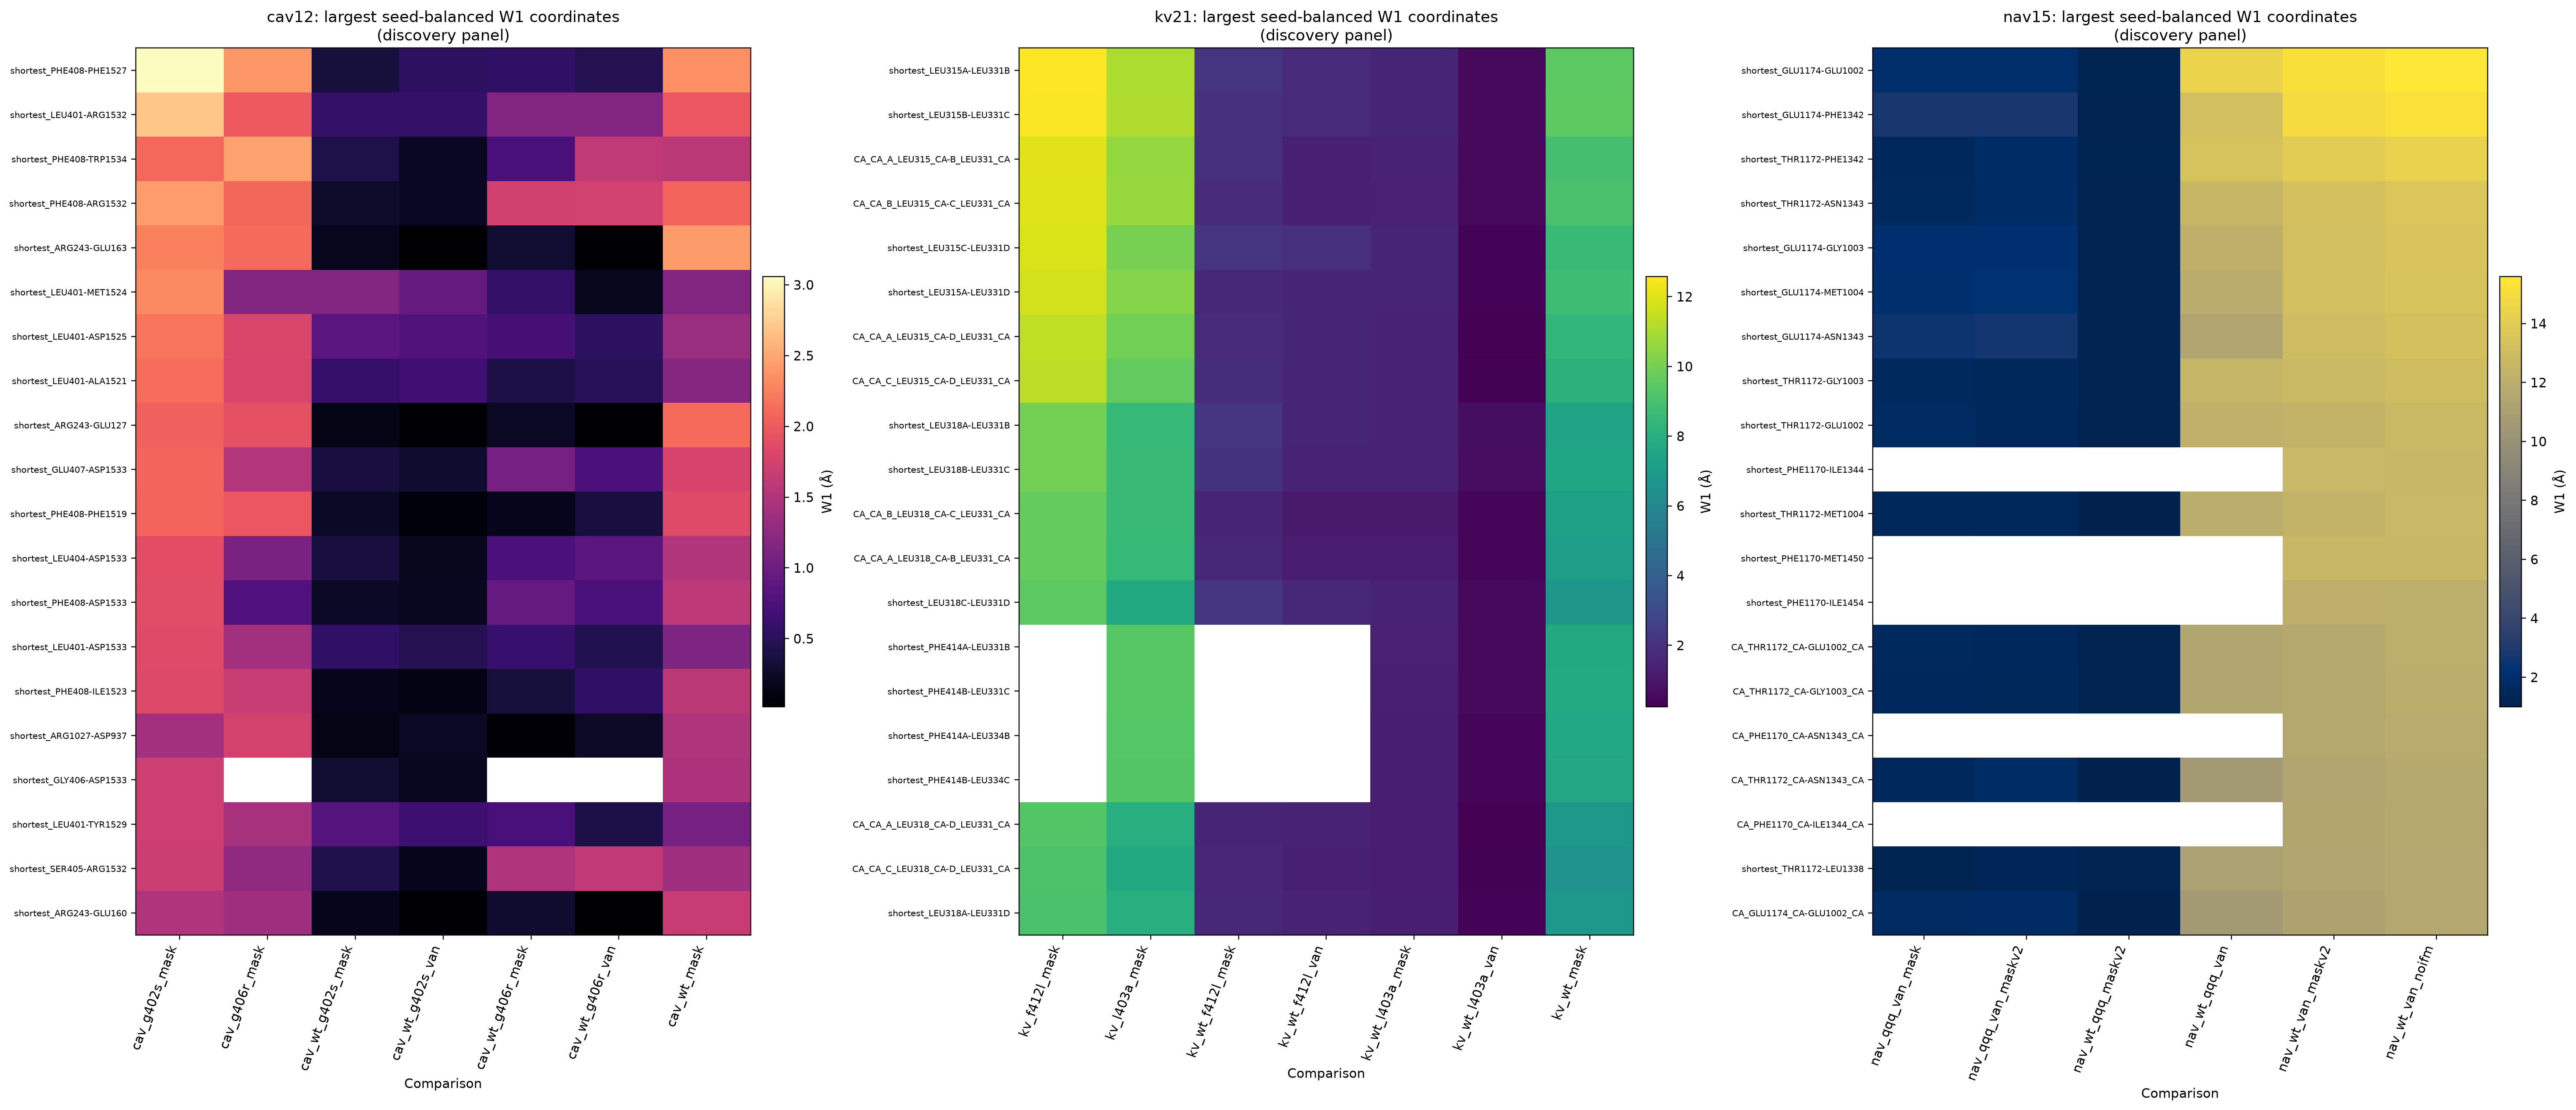 cav12: largest seed-balanced W1 coordinates
(discovery panel)
shortest_PHE408-PHE1527
shortest_LEU401-ARG1532
shortest_PHE408-TRP1534
shortest_PHE408-ARG1532
shortest_ARG243-GLU163
shortest_LEU401-MET1524
shortest_LEU401-ASP1525
shortest_LEU401-ALA1521
shortest_ARG243-GLU127
shortest_GLU407-ASP1533
shortest_PHE408-PHE1519
shortest_LEU404-ASP1533
shortest_PHE408-ASP1533
shortest_LEU401-ASP1533
shortest_PHE408-ILE1523
shortest_ARG1027-ASP937
shortest_GLY406-ASP1533
shortest_LEU401-TYR1529
shortest_SER405-ARG1532
shortest_ARG243-GLU160
cav_g402s_mask
cav_g406r_mask
cav_wt_g402s_mask
cav_wt_g402s_van
cav_wt_g406r_mask
cav_wt_g406r_van
cav_wt_mask
Comparison
3.0
2.5
2.0
1.5
1.0
0.5
W1 (Å)
kv21: largest seed-balanced W1 coordinates
(discovery panel)
shortest_LEU315A-LEU331B
shortest_LEU315B-LEU331C
CA_CA_A_LEU315_CA-B_LEU331_CA
CA_CA_B_LEU315_CA-C_LEU331_CA
shortest_LEU315C-LEU331D
shortest_LEU315A-LEU331D
CA_CA_A_LEU315_CA-D_LEU331_CA
CA_CA_C_LEU315_CA-D_LEU331_CA
shortest_LEU318A-LEU331B
shortest_LEU318B-LEU331C
CA_CA_B_LEU318_CA-C_LEU331_CA
CA_CA_A_LEU318_CA-B_LEU331_CA
shortest_LEU318C-LEU331D
shortest_PHE414A-LEU331B
shortest_PHE414B-LEU331C
shortest_PHE414A-LEU334B
shortest_PHE414B-LEU334C
CA_CA_A_LEU318_CA-D_LEU331_CA
CA_CA_C_LEU318_CA-D_LEU331_CA
shortest_LEU318A-LEU331D
kv_f412l_mask
kv_l403a_mask
kv_wt_f412l_mask
kv_wt_f412l_van
kv_wt_l403a_mask
kv_wt_l403a_van
kv_wt_mask
Comparison
12
10
8
6
4
2
W1 (Å)
nav15: largest seed-balanced W1 coordinates
(discovery panel)
shortest_GLU1174-GLU1002
shortest_GLU1174-PHE1342
shortest_THR1172-PHE1342
shortest_THR1172-ASN1343
shortest_GLU1174-GLY1003
shortest_GLU1174-MET1004
shortest_GLU1174-ASN1343
shortest_THR1172-GLY1003
shortest_THR1172-GLU1002
shortest_PHE1170-ILE1344
shortest_THR1172-MET1004
shortest_PHE1170-MET1450
shortest_PHE1170-ILE1454
CA_THR1172_CA-GLU1002_CA
CA_THR1172_CA-GLY1003_CA
CA_PHE1170_CA-ASN1343_CA
CA_THR1172_CA-ASN1343_CA
CA_PHE1170_CA-ILE1344_CA
shortest_THR1172-LEU1338
CA_GLU1174_CA-GLU1002_CA
nav_qqq_van_mask
nav_qqq_van_maskv2
nav_wt_qqq_maskv2
nav_wt_qqq_van
nav_wt_van_maskv2
nav_wt_van_noifm
Comparison
14
12
10
8
6
4
2
W1 (Å)